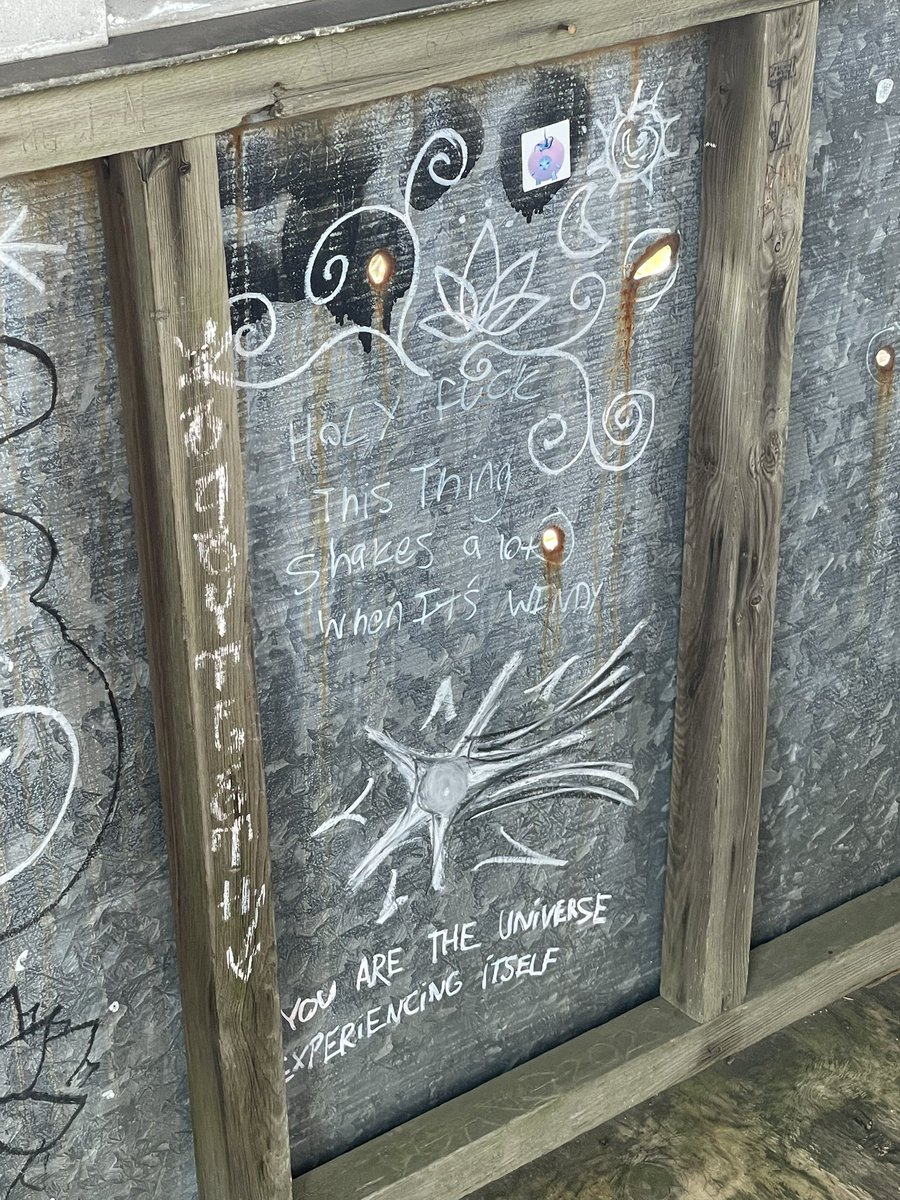 HOLY FUCK
This Thing
Shakes a lot
When It's WINDY
YOU ARE THE UNIVERSE
EXPERIENCING ITSELF